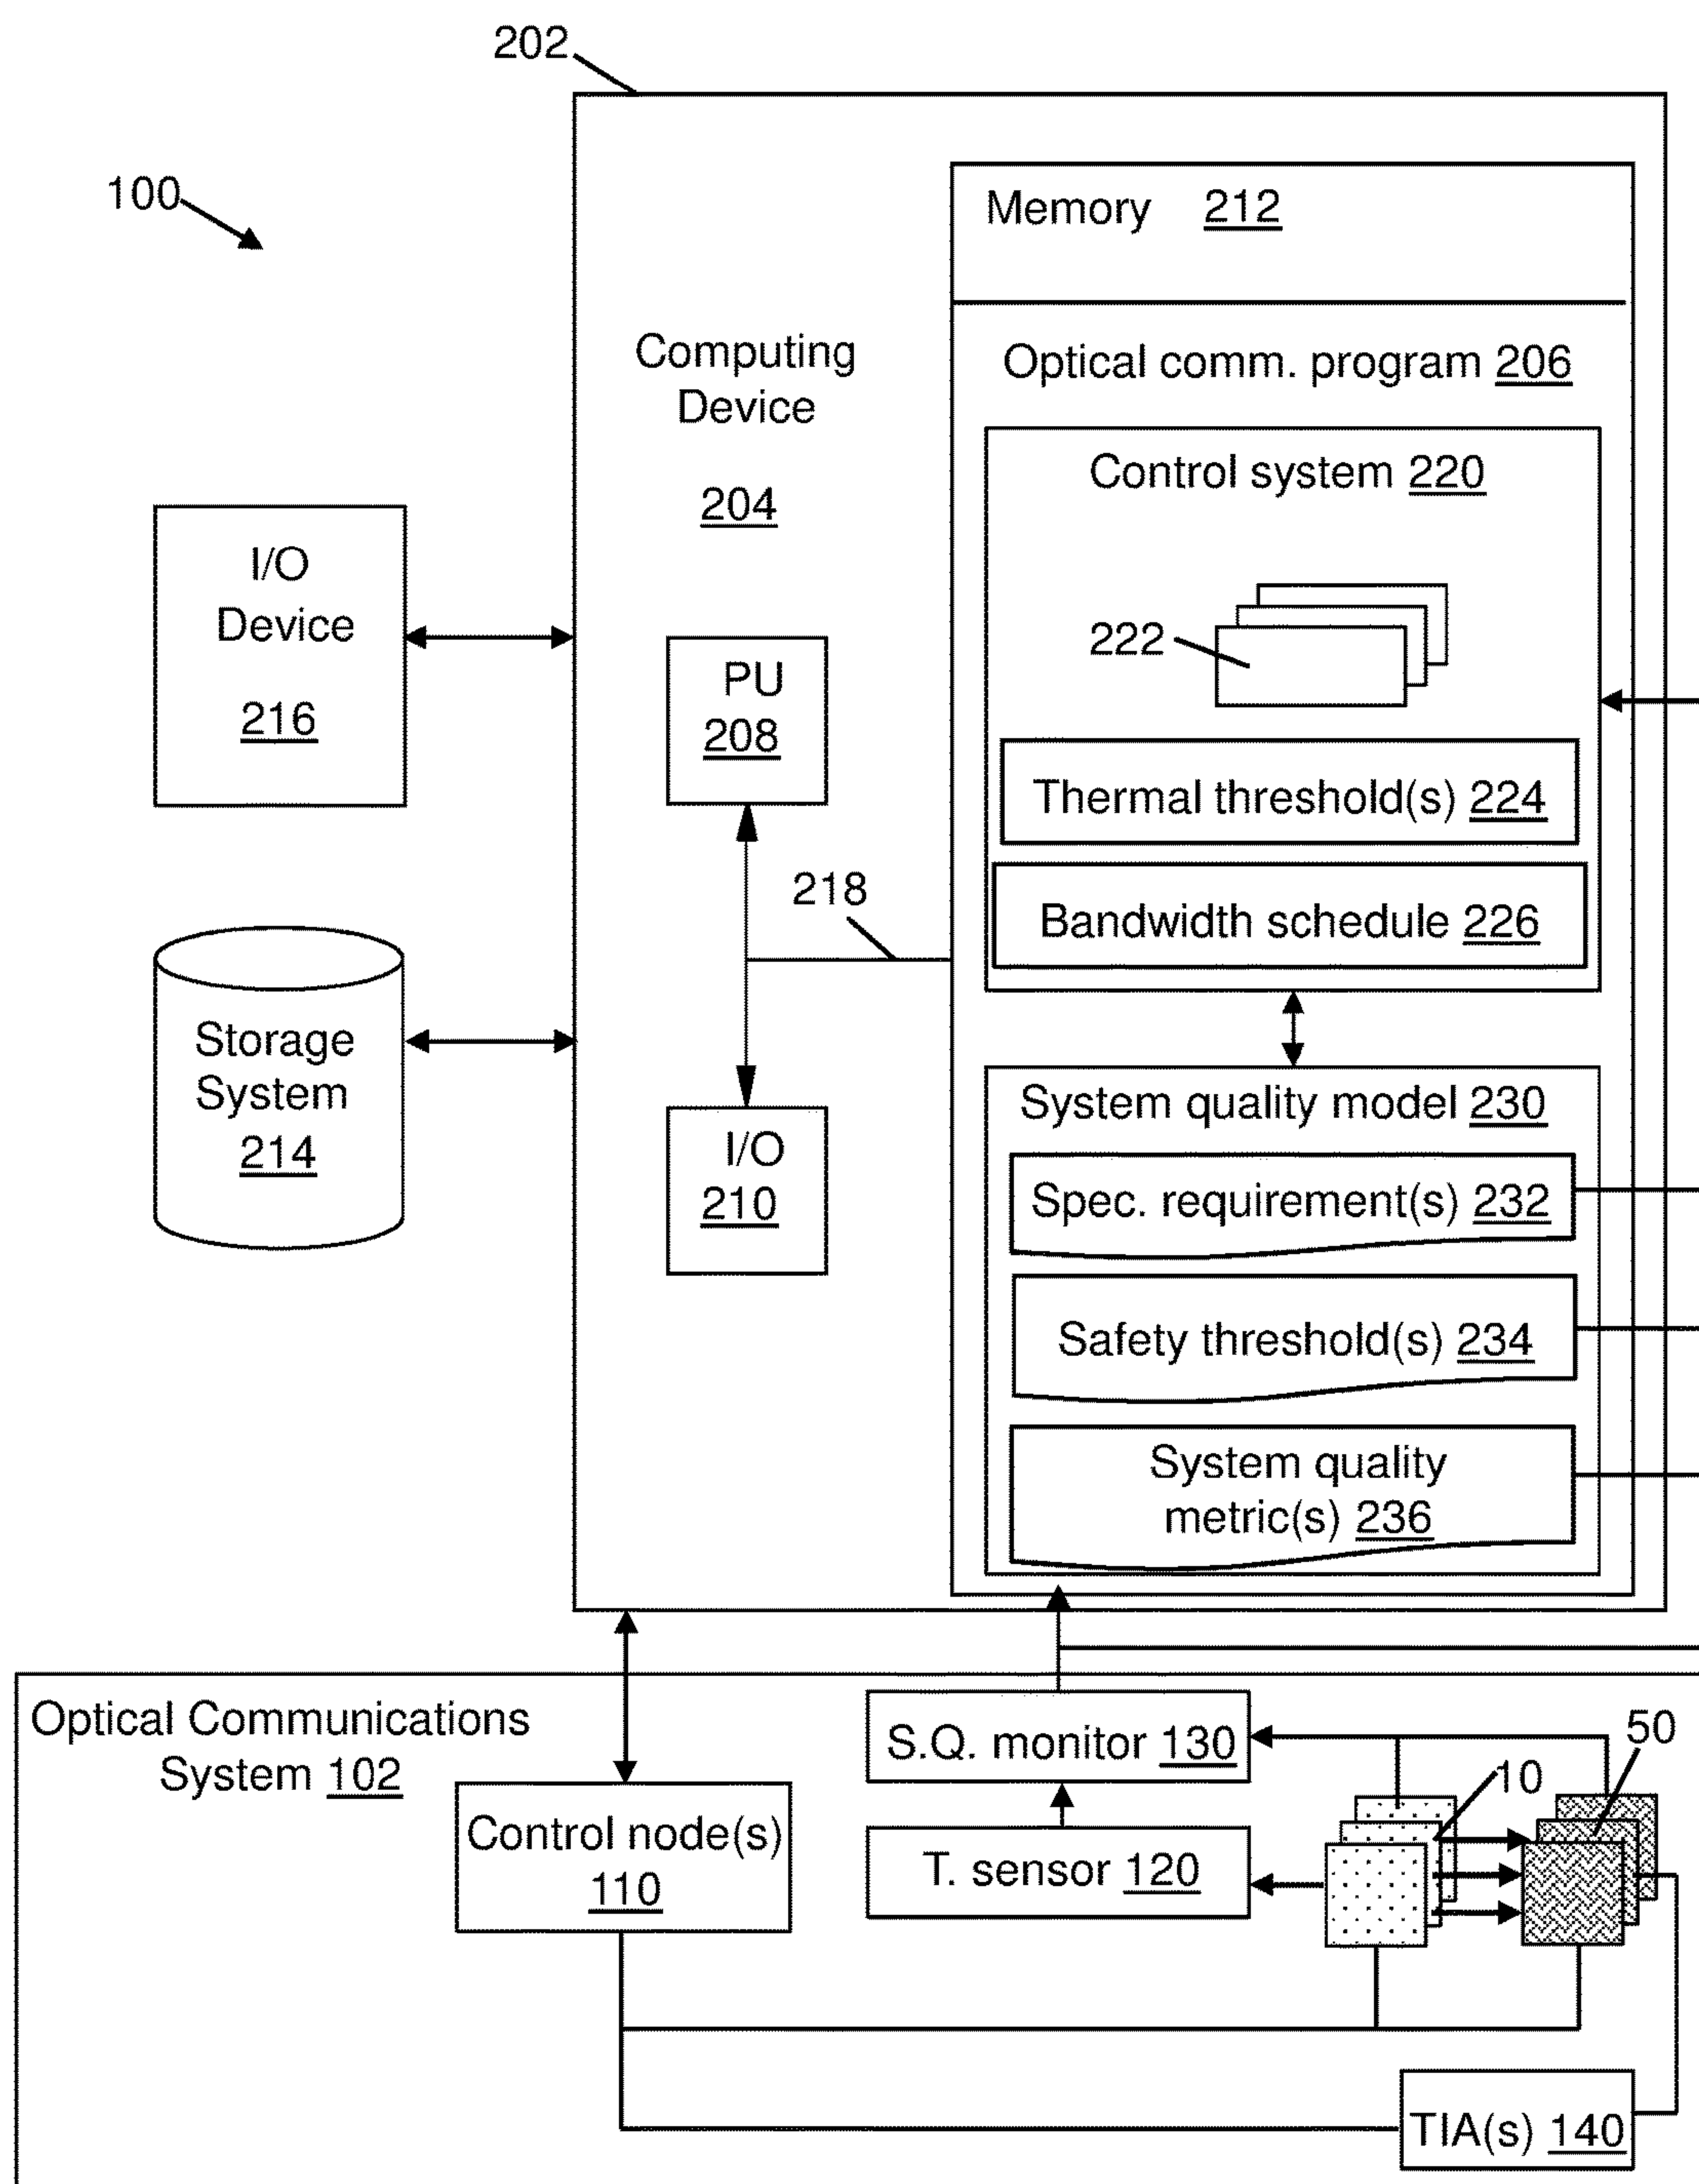 202
100
Memory 212
Computing
Device
204
Optical comm. program 206
Control system 220
222
I/O
Device
216
PU
208
Thermal threshold(s) 224
218
Bandwidth schedule 226
Storage
System
214
I/O
210
System quality model 230
Spec. requirement(s) 232
Safety threshold(s) 234
System quality
metric(s) 236
Optical Communications
System 102
S.Q. monitor 130
50
10
Control node(s)
110
T. sensor 120
TIA(s) 140